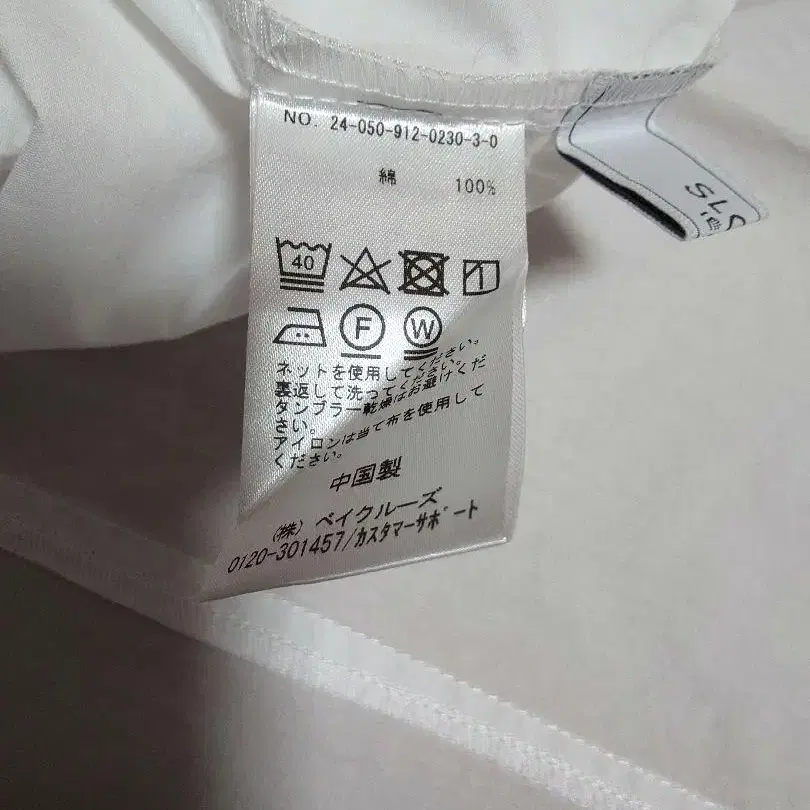 NO. 24-050-912-0230-3-0
綿 100%
40
F W
ネットを使用してください。
裏返して洗ってください。
タンブラー乾燥はお避けくだ
さい。
アイロンは当て布を使用して
ください。
中国製
(株) ベイクルーズ
0120-301457/カスタマーサポート
SLO